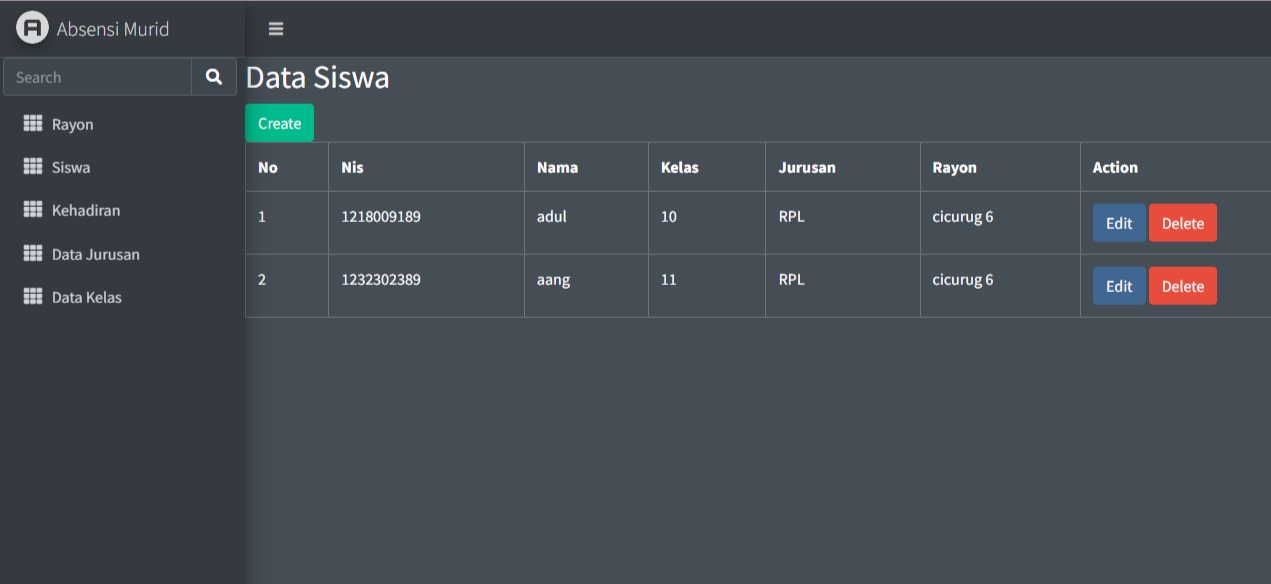 Absensi Murid
Search
Rayon
Siswa
Kehadiran
Data Jurusan
Data Kelas
Data Siswa
Create
No Nis Nama Kelas Jurusan Rayon Action
1 1218009189 adul 10 RPL cicurug 6 Edit Delete
2 1232302389 aang 11 RPL cicurug 6 Edit Delete